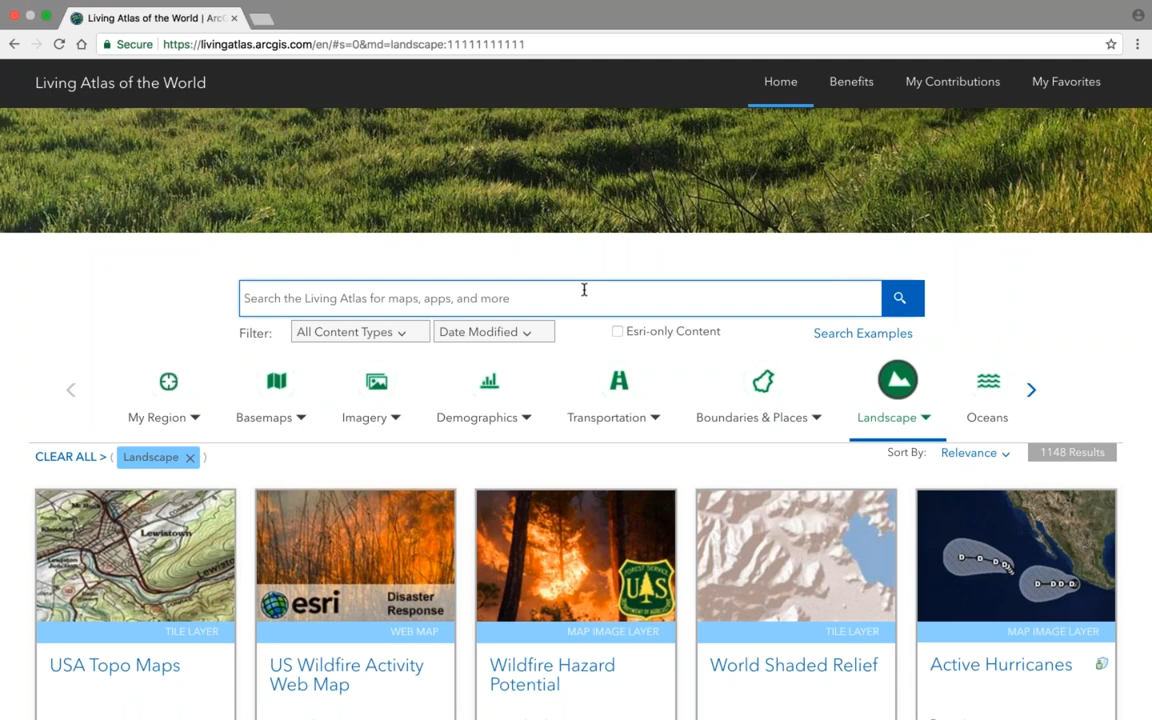 Living Atlas of the World | Arc
Secure https://livingatlas.arcgis.com/en/#s=0&md=landscape:11111111111
Living Atlas of the World
Home Benefits My Contributions My Favorites
Search the Living Atlas for maps, apps, and more
Filter: All Content Types Date Modified Esri-only Content Search Examples
My Region Basemaps Imagery Demographics Transportation Boundaries & Places Landscape Oceans
CLEAR ALL > ( Landscape ) Sort By: Relevance 1148 Results
Lewistown
esri
Disaster
Response
FOREST SERVICE
U S
D D D D
D D D D
TILE LAYER WEB MAP MAP IMAGE LAYER TILE LAYER MAP IMAGE LAYER
USA Topo Maps
US Wildfire Activity
Web Map
Wildfire Hazard
Potential
World Shaded Relief
Active Hurricanes